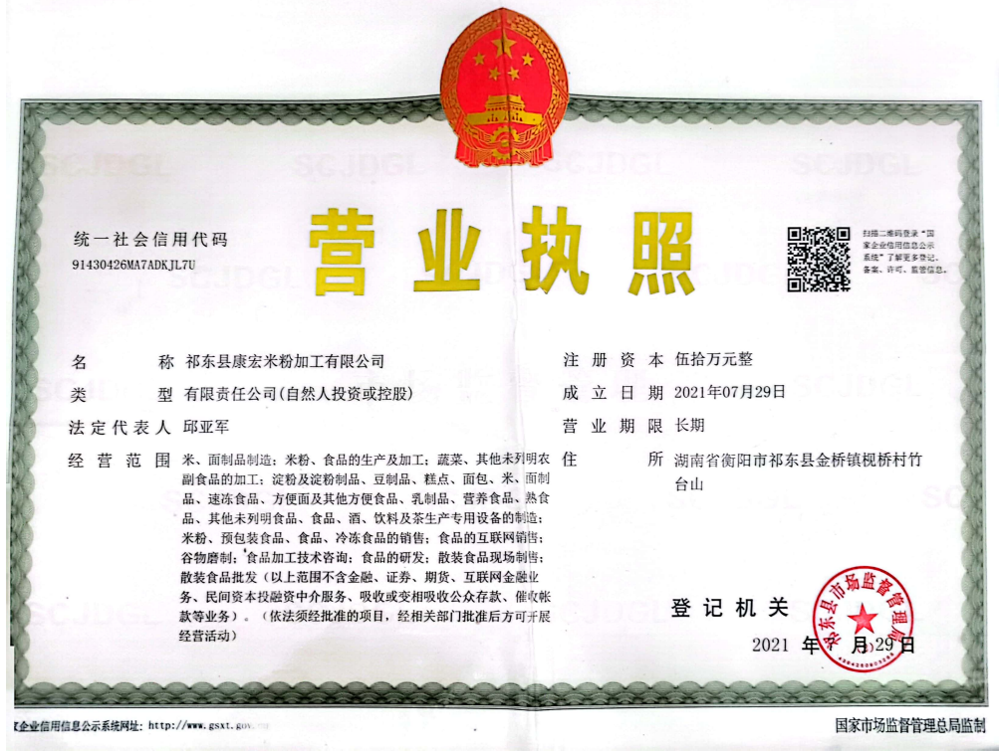 营业执照
统一社会信用代码
91430426MA7ADKJL7U
扫描二维码登录“国
家企业信用信息公示
系统”了解更多登记、
备案、许可、监管信息。
名称 祁东县康宏米粉加工有限公司
类型 有限责任公司(自然人投资或控股)
法定代表人 邱亚军
经营范围 米、面制品制造；米粉、食品的生产及加工；蔬菜、其他未列明农
副食品的加工；淀粉及淀粉制品、豆制品、糕点、面包、米、面制
品、速冻食品、方便面及其他方便食品、乳制品、营养食品、熟食
品、其他未列明食品、食品、酒、饮料及茶生产专用设备的制造；
米粉、预包装食品、食品、冷冻食品的销售；食品的互联网销售；
谷物磨制；食品加工技术咨询；食品的研发；散装食品现场制售；
散装食品批发（以上范围不含金融、证券、期货、互联网金融业
务、民间资本投融资中介服务、吸收或变相吸收公众存款、催收帐
款等业务）。（依法须经批准的项目，经相关部门批准后方可开展
经营活动）
注册资本 伍拾万元整
成立日期 2021年07月29日
营业期限 长期
住所 湖南省衡阳市祁东县金桥镇枧桥村竹
台山
登记机关
祁东县市场监督管理局
2021 年 7 月 29 日
家企业信用信息公示系统网址：http://www.gsxt.gov.
国家市场监督管理总局监制
SCJDGL